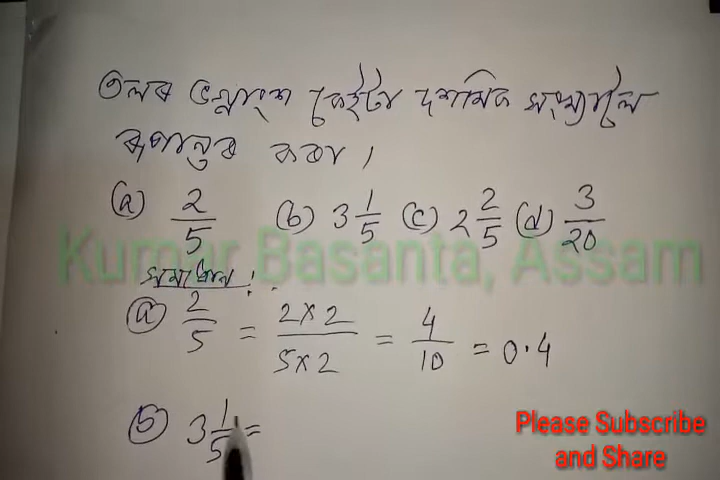 তলৰ ভগ্নাংশ কেইটা দশমিক সংখ্যালৈ
ৰূপান্তৰ কৰা।
(a) 2/5 (b) 3 1/5 (c) 2 2/5 (d) 3/20
Kumar Basanta, Assam
সমাধান :
(a) 2/5 = 2×2/5×2 = 4/10 = 0.4
(b) 3 1/5 =
Please Subscribe
and Share